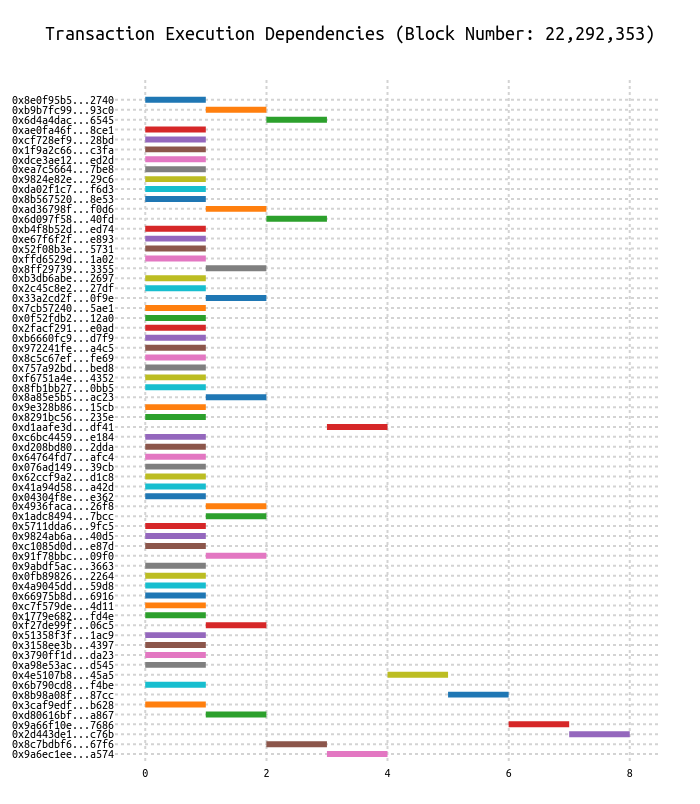 Transaction Execution Dependencies (Block Number: 22,292,353)
0x8e0f95b5...2740
0xb9b7fc99...93c0
0x6d4a4dac...6545
0xae0fa46f...8ce1
0xcf728ef9...28bd
0x1f9a2c66...c3fa
0xdce3ae12...ed2d
0xea7c5664...7be8
0x9824e82e...29c6
0xda02f1c7...f6d3
0x8b567520...8e53
0xad36798f...f0d6
0x6d097f58...40fd
0xb4f8b52d...ed74
0xe67f6f2f...e893
0x52f08b3e...5731
0xffd6529d...1a02
0x8ff29739...3355
0xb3db6abe...2697
0x2c45c8e2...27df
0x33a2cd2f...0f9e
0x7cb57240...5ae1
0x0f52fdb2...12a0
0x2facf291...e0ad
0xb6660fc9...d7f9
0x972241fe...a4c5
0x8c5c67ef...fe69
0x757a92bd...bed8
0xf6751a4e...4352
0x8fb1bb27...0bb5
0x8a85e5b5...ac23
0x9e328b86...15cb
0x8291bc56...235e
0xd1aafe3d...df41
0xc6bc4459...e184
0xd208bd80...2dda
0x64764fd7...afc4
0x076ad149...39cb
0x62ccf9a2...d1c8
0x41a94d58...a42d
0x04304f8e...e362
0x4936faca...26f8
0x1adc8494...7bcc
0x5711dda6...9fc5
0x9824ab6a...40d5
0xc1085d0d...e87d
0x91f78bbc...09f0
0x9abdf5ac...3663
0x0fb89826...2264
0x4a9045dd...59d8
0x66975b8d...6916
0xc7f579de...4d11
0x1779e682...fd4e
0xf27de99f...06c5
0x51358f3f...1ac9
0x3158ee3b...4397
0x3790ff1d...da23
0xa98e53ac...d545
0x4e5107b8...45a5
0x6b790cd8...f4be
0x8b98a08f...87cc
0x3caf9edf...b628
0xd80616bf...a867
0x9a66f10e...7686
0x2d443de1...c76b
0x8c7bdbf6...67f6
0x9a6ec1ee...a574
0 2 4 6 8